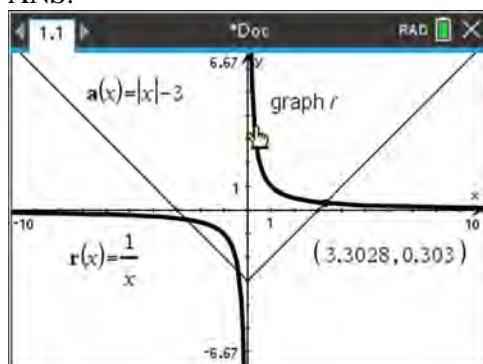 ANS:
1.1 *Doc RAD
6.67 y
a(x)=|x|-3
graph r
1
x
-10 1 10
r(x)=1/x
(3.3028,0.303)
-6.67